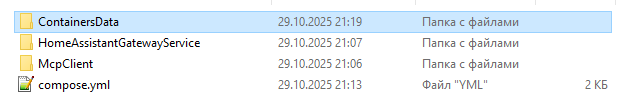 ContainersData 29.10.2025 21:19 Папка с файлами
HomeAssistantGatewayService 29.10.2025 21:07 Папка с файлами
McpClient 29.10.2025 21:06 Папка с файлами
compose.yml 29.10.2025 21:13 Файл "YML" 2 КБ